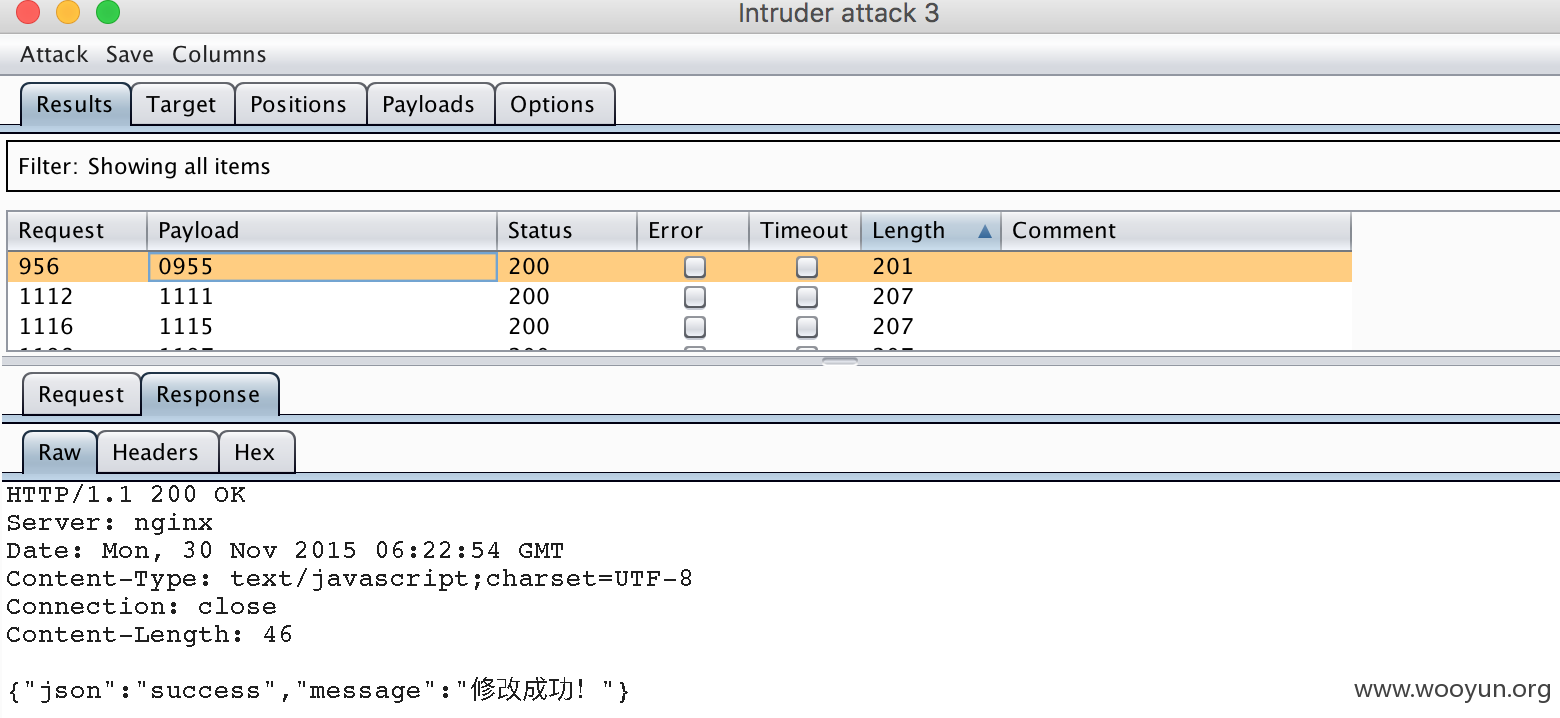 Intruder attack 3
Attack Save Columns
Results Target Positions Payloads Options
Filter: Showing all items
Request Payload Status Error Timeout Length Comment
956 0955 200 201
1112 1111 200 207
1116 1115 200 207
Request Response
Raw Headers Hex
HTTP/1.1 200 OK
Server: nginx
Date: Mon, 30 Nov 2015 06:22:54 GMT
Content-Type: text/javascript;charset=UTF-8
Connection: close
Content-Length: 46
{"json":"success","message":"修改成功！"}
www.wooyun.org